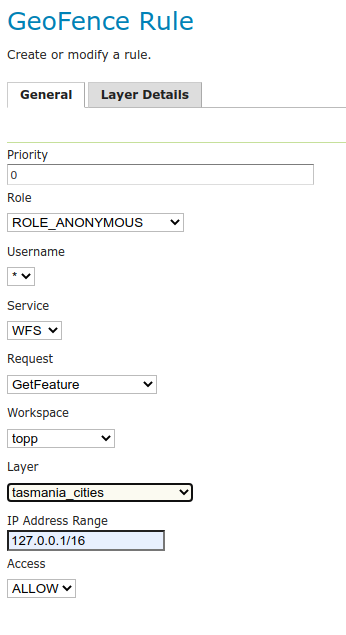 GeoFence Rule
Create or modify a rule.
General Layer Details
Priority
0
Role
ROLE_ANONYMOUS
Username
*
Service
WFS
Request
GetFeature
Workspace
topp
Layer
tasmania_cities
IP Address Range
127.0.0.1/16
Access
ALLOW